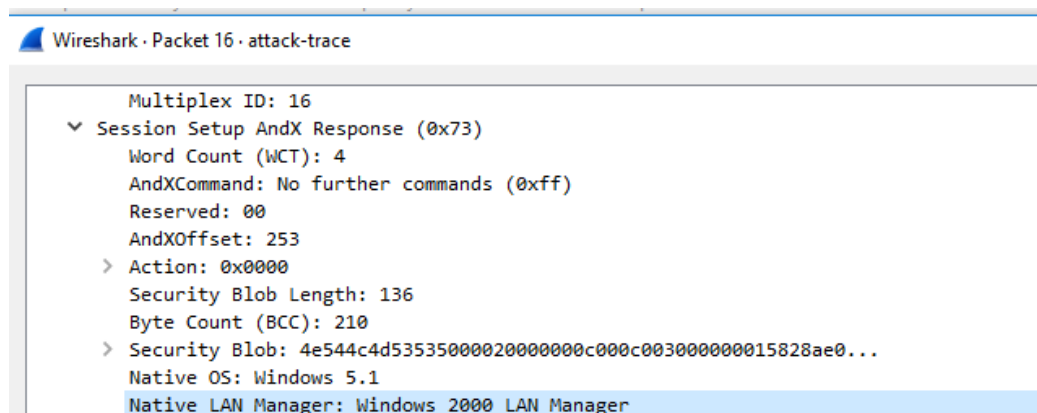 Wireshark · Packet 16 · attack-trace
Multiplex ID: 16
Session Setup AndX Response (0x73)
Word Count (WCT): 4
AndXCommand: No further commands (0xff)
Reserved: 00
AndXOffset: 253
Action: 0x0000
Security Blob Length: 136
Byte Count (BCC): 210
Security Blob: 4e544c4d53535000020000000c000c003000000015828ae0...
Native OS: Windows 5.1
Native LAN Manager: Windows 2000 LAN Manager